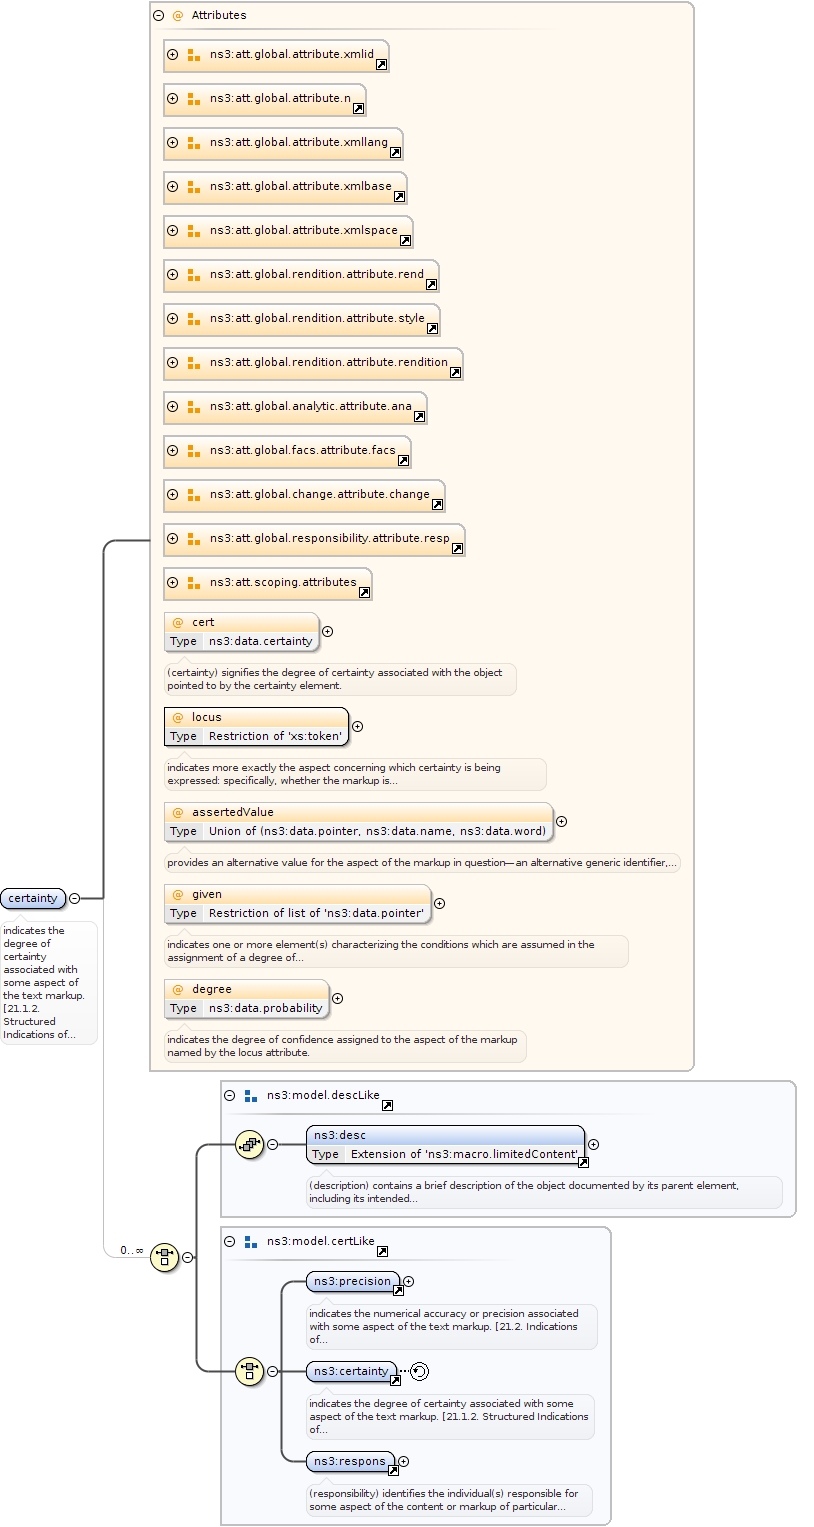 @ Attributes
ns3:att.global.attribute.xmlid
ns3:att.global.attribute.n
ns3:att.global.attribute.xmllang
ns3:att.global.attribute.xmlbase
ns3:att.global.attribute.xmlspace
ns3:att.global.rendition.attribute.rend
ns3:att.global.rendition.attribute.style
ns3:att.global.rendition.attribute.rendition
ns3:att.global.analytic.attribute.ana
ns3:att.global.facs.attribute.facs
ns3:att.global.change.attribute.change
ns3:att.global.responsibility.attribute.resp
ns3:att.scoping.attributes
@ cert
Type ns3:data.certainty
(certainty) signifies the degree of certainty associated with the object
pointed to by the certainty element.
@ locus
Type Restriction of 'xs:token'
indicates more exactly the aspect concerning which certainty is being
expressed: specifically, whether the markup is...
@ assertedValue
Type Union of (ns3:data.pointer, ns3:data.name, ns3:data.word)
provides an alternative value for the aspect of the markup in question—an alternative generic identifier,...
@ given
Type Restriction of list of 'ns3:data.pointer'
indicates one or more element(s) characterizing the conditions which are assumed in the
assignment of a degree of...
@ degree
Type ns3:data.probability
indicates the degree of confidence assigned to the aspect of the markup
named by the locus attribute.
certainty
indicates the
degree of
certainty
associated with
some aspect of
the text markup.
[21.1.2.
Structured
Indications of...
0..∞
ns3:model.descLike
ns3:desc
Type Extension of 'ns3:macro.limitedContent'
(description) contains a brief description of the object documented by its parent element,
including its intended...
ns3:model.certLike
ns3:precision
indicates the numerical accuracy or precision associated
with some aspect of the text markup. [21.2. Indications
of...
ns3:certainty
indicates the degree of certainty associated with some
aspect of the text markup. [21.1.2. Structured Indications
of...
ns3:respons
(responsibility) identifies the individual(s) responsible for
some aspect of the content or markup of particular...